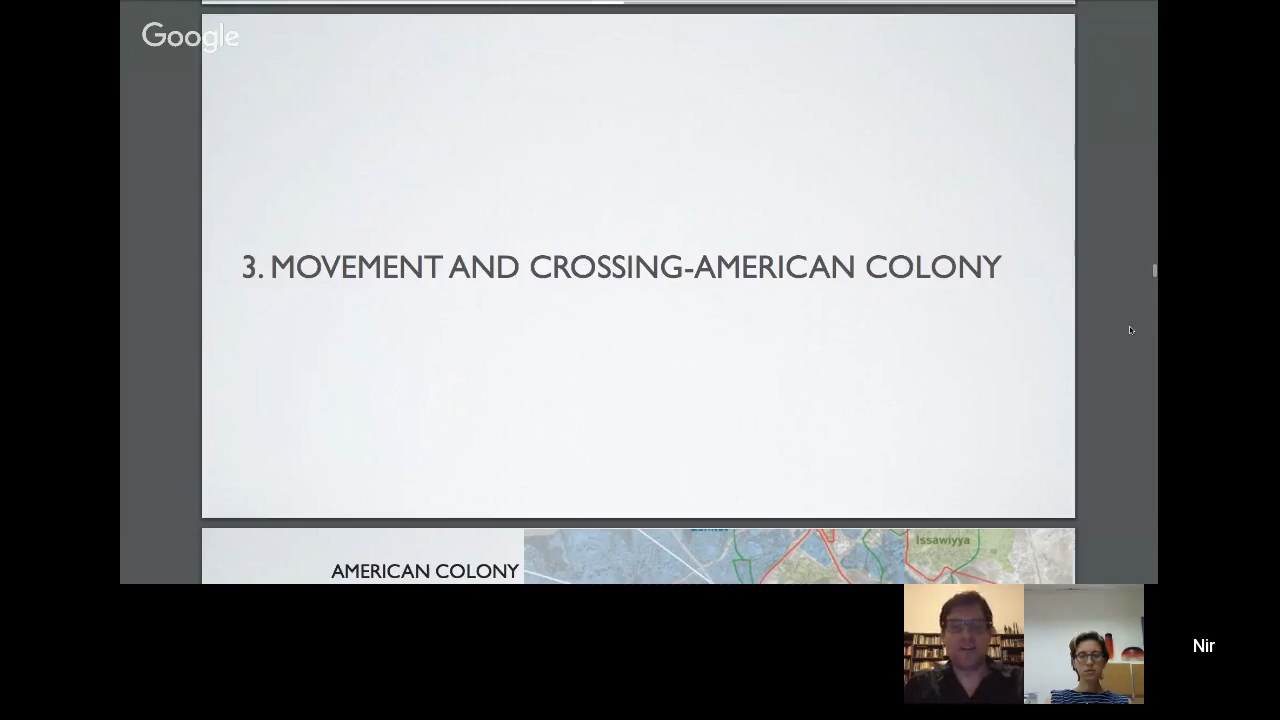 Google
3. MOVEMENT AND CROSSING-AMERICAN COLONY
Issawiyya
AMERICAN COLONY
Nir